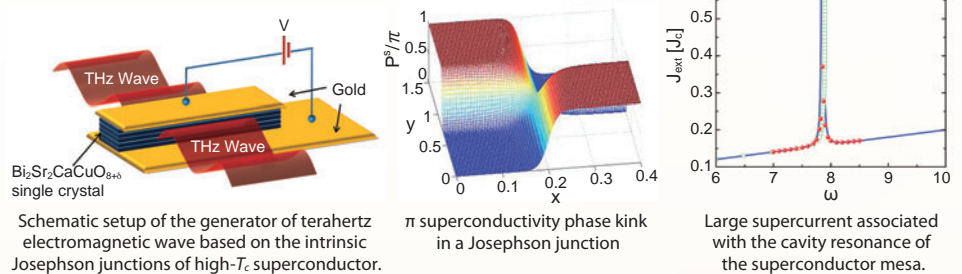 V
THz Wave
Gold
THz Wave
Bi₂Sr₂CaCuO₈₊δ
single crystal
Schematic setup of the generator of terahertz
electromagnetic wave based on the intrinsic
Josephson junctions of high-Tc superconductor.
Pˢ/π
1
0.5
0
1
y
0.5
0
0
0.1
0.2
0.3
0.4
x
π superconductivity phase kink
in a Josephson junction
Jext [Jc]
0.5
0.4
0.3
0.2
0.1
6
7
8
9
10
ω
Large supercurrent associated
with the cavity resonance of
the superconductor mesa.